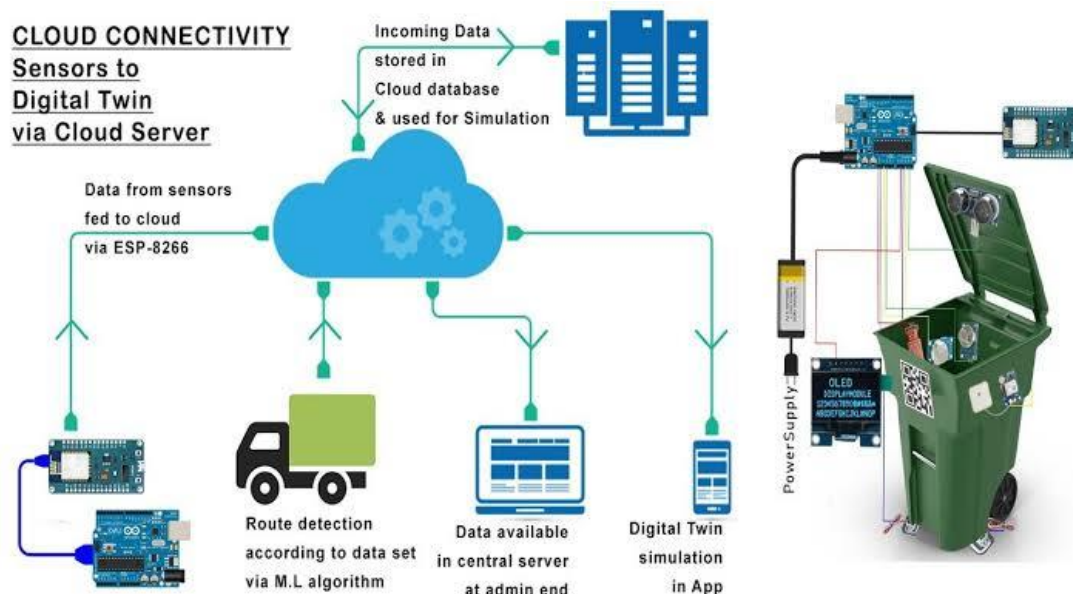 CLOUD CONNECTIVITY
Sensors to
Digital Twin
via Cloud Server
Incoming Data
stored in
Cloud database
& used for Simulation
Data from sensors
fed to cloud
via ESP-8266
Route detection
according to data set
via M.L algorithm
Data available
in central server
at admin end
Digital Twin
simulation
in App
PowerSupply
OLED
DISPLAYMODULE